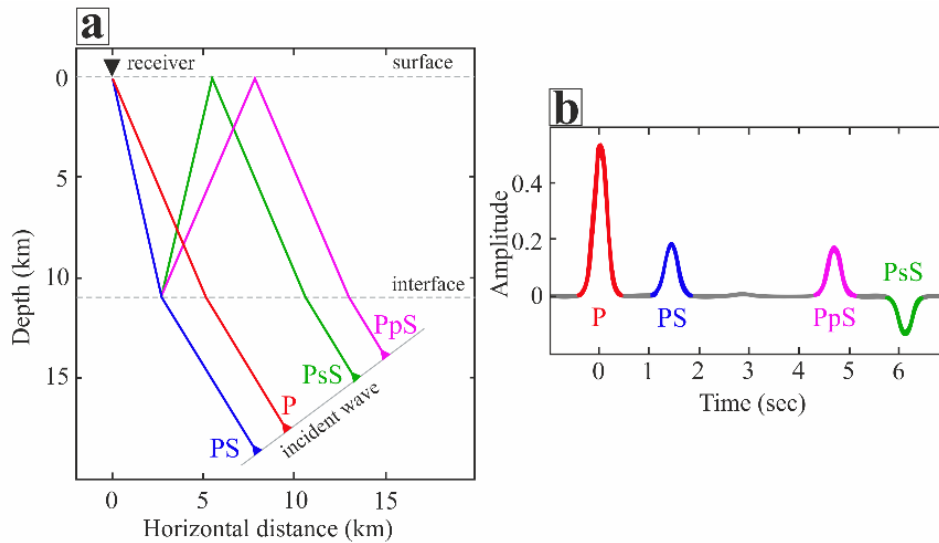 a
receiver
surface
0
5
10
15
Depth (km)
interface
PpS
PsS
P
PS
incident wave
0 5 10 15
Horizontal distance (km)
b
0.4
0.2
0
Amplitude
P
PS
PpS
PsS
0 1 2 3 4 5 6
Time (sec)